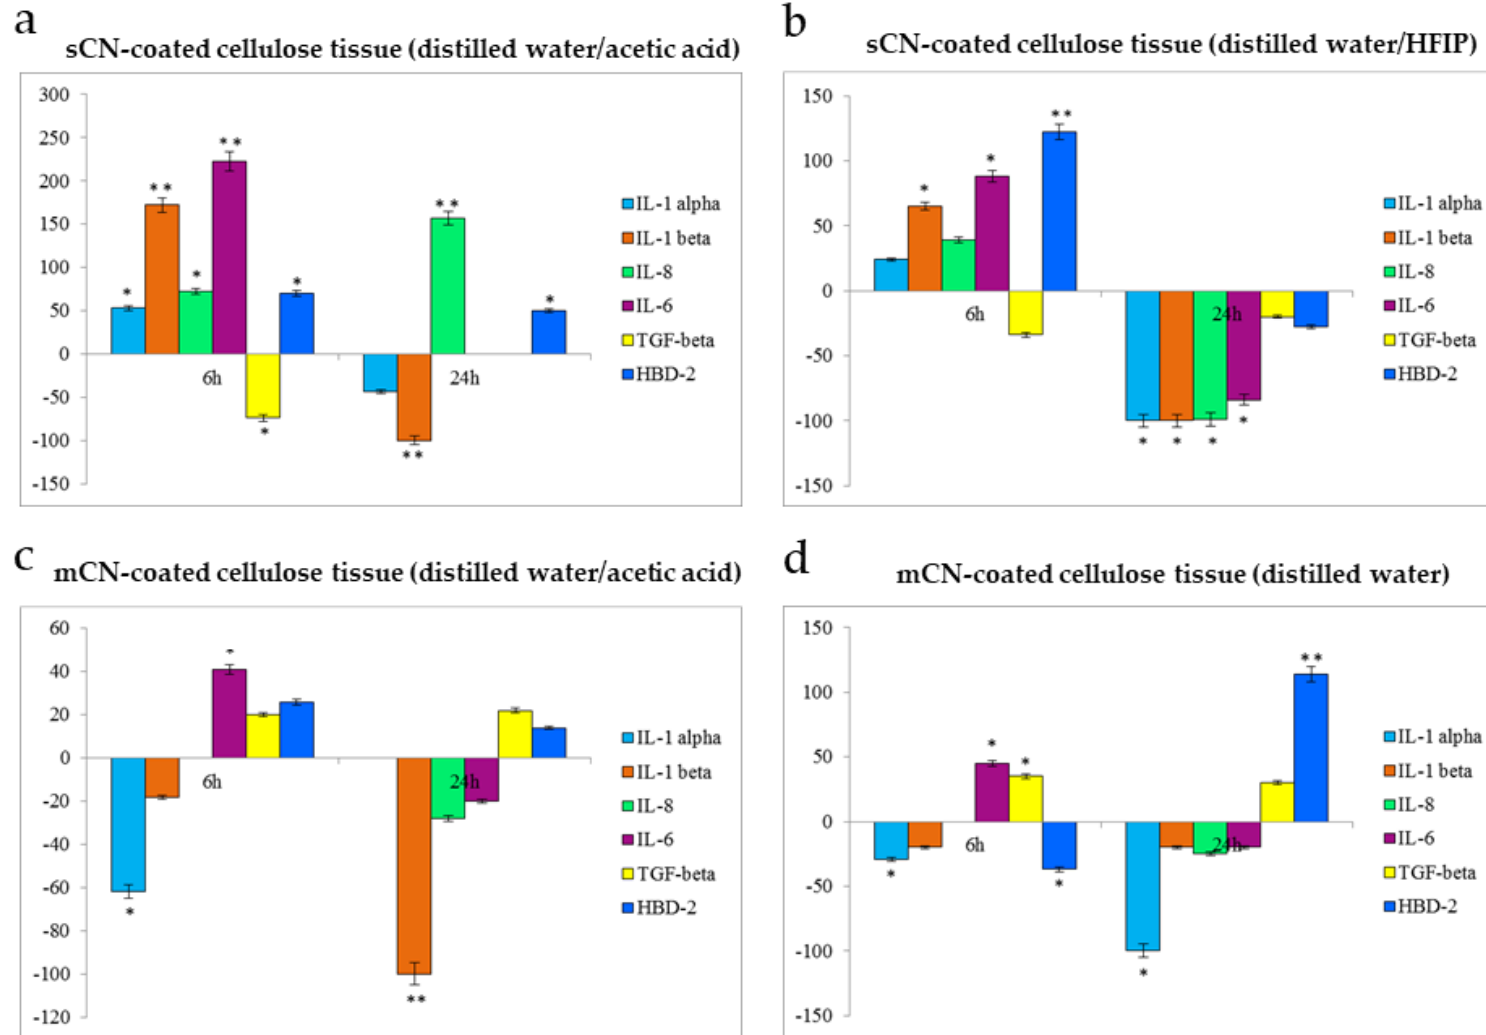 a
sCN-coated cellulose tissue (distilled water/acetic acid)
300
250
200
150
100
50
0
-50
-100
-150
* ** * ** * *
** ** *
6h
24h
IL-1 alpha
IL-1 beta
IL-8
IL-6
TGF-beta
HBD-2
b
sCN-coated cellulose tissue (distilled water/HFIP)
150
100
50
0
-50
-100
-150
* * **
* * * *
6h
24h
IL-1 alpha
IL-1 beta
IL-8
IL-6
TGF-beta
HBD-2
c
mCN-coated cellulose tissue (distilled water/acetic acid)
60
40
20
0
-20
-40
-60
-80
-100
-120
*
**
6h
24h
IL-1 alpha
IL-1 beta
IL-8
IL-6
TGF-beta
HBD-2
d
mCN-coated cellulose tissue (distilled water)
150
100
50
0
-50
-100
-150
* * * *
* **
6h
24h
IL-1 alpha
IL-1 beta
IL-8
IL-6
TGF-beta
HBD-2